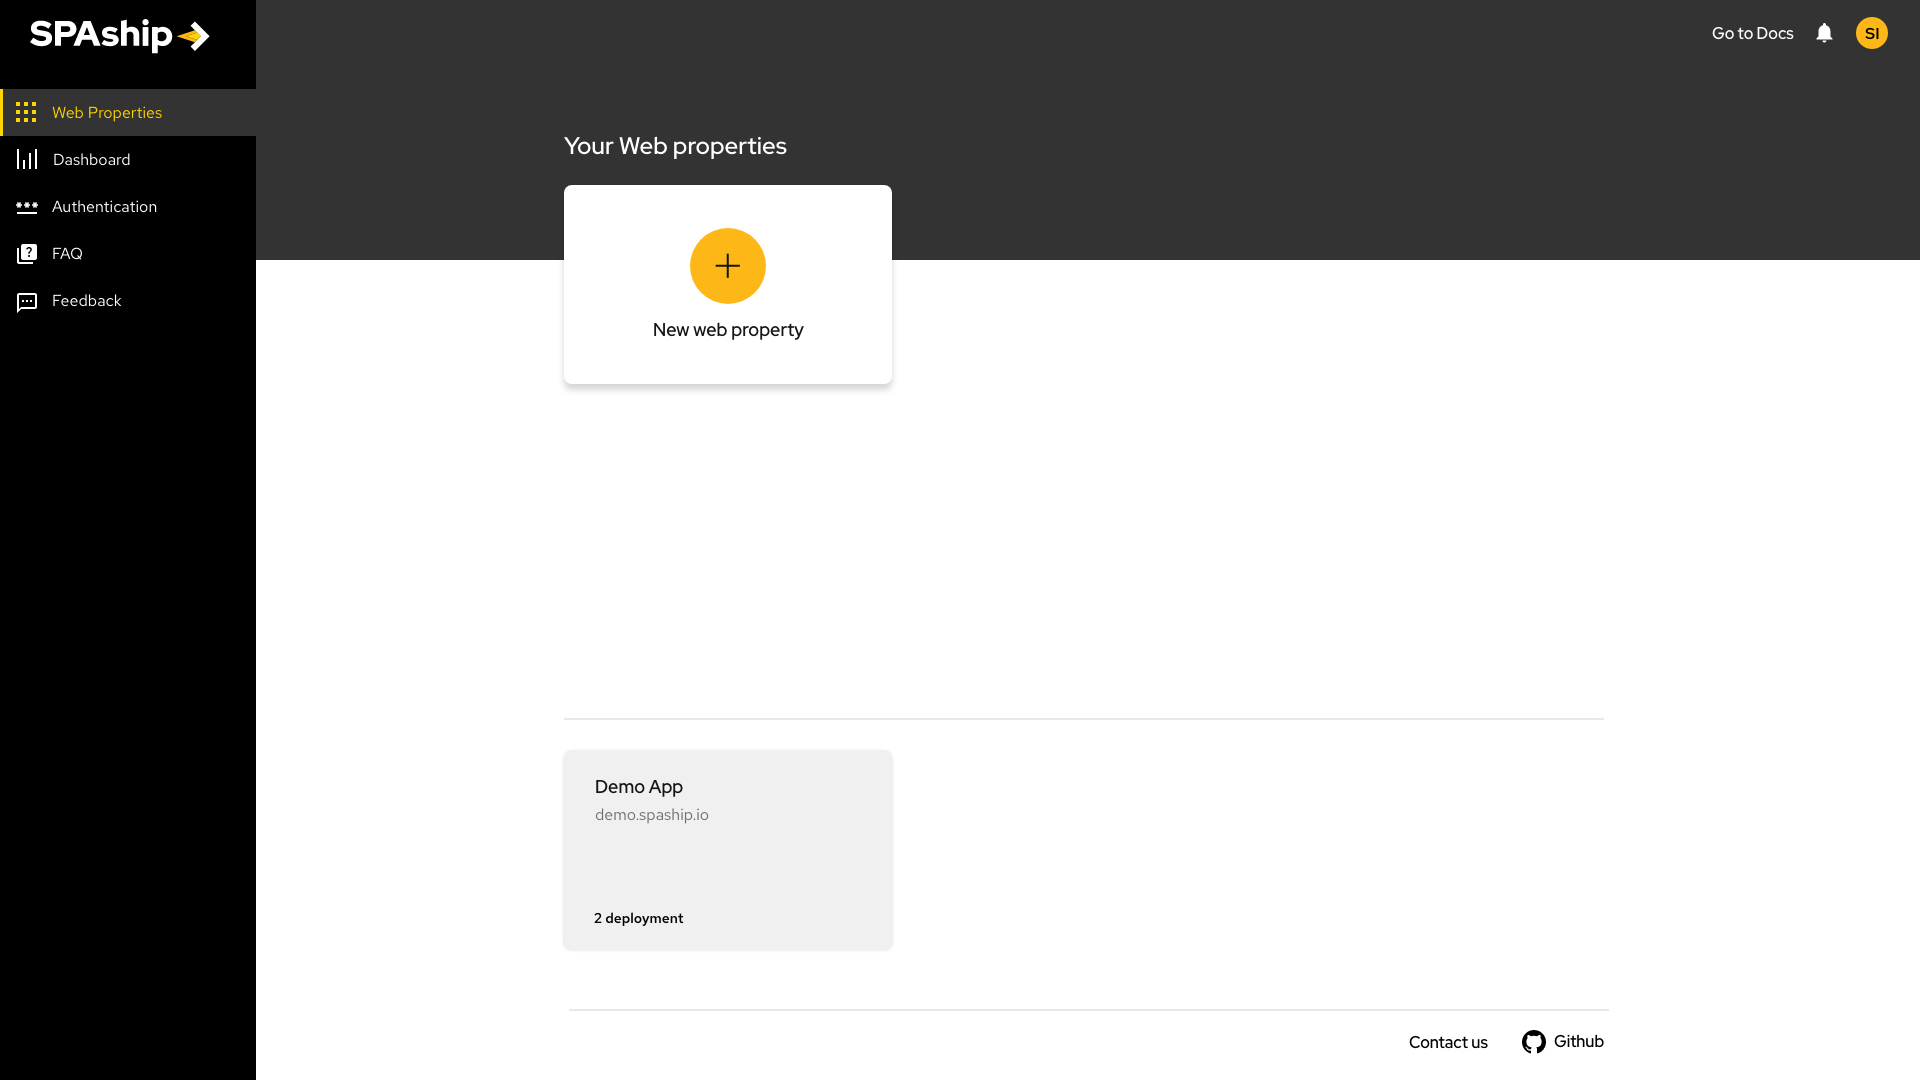 SPAship
Go to Docs
SI
Web Properties
Dashboard
Authentication
FAQ
Feedback
Your Web properties
New web property
Demo App
demo.spaship.io
2 deployment
Contact us
Github